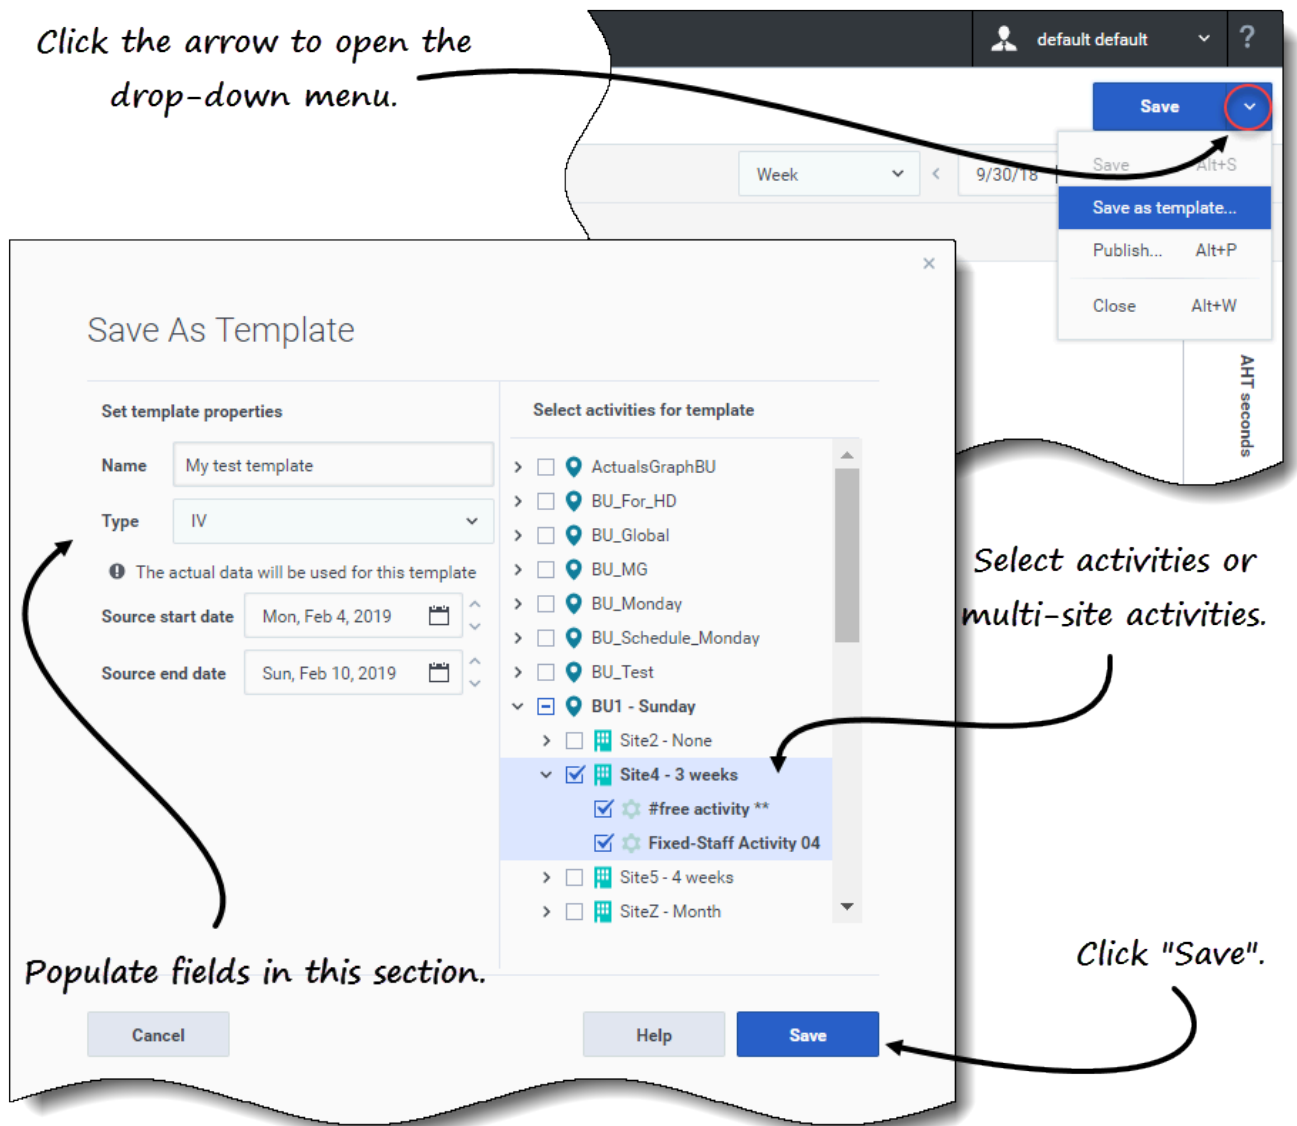 Click the arrow to open the
drop-down menu.
default default
?
Save
Week
9/30/18
Save Alt+S
Save as template...
Publish... Alt+P
Close Alt+W
AHT seconds
Save As Template
Set template properties
Name My test template
Type IV
The actual data will be used for this template
Source start date Mon, Feb 4, 2019
Source end date Sun, Feb 10, 2019
Select activities for template
ActualsGraphBU
BU_For_HD
BU_Global
BU_MG
BU_Monday
BU_Schedule_Monday
BU_Test
BU1 - Sunday
Site2 - None
Site4 - 3 weeks
#free activity **
Fixed-Staff Activity 04
Site5 - 4 weeks
SiteZ - Month
Select activities or
multi-site activities.
Populate fields in this section.
Click "Save".
Cancel
Help
Save